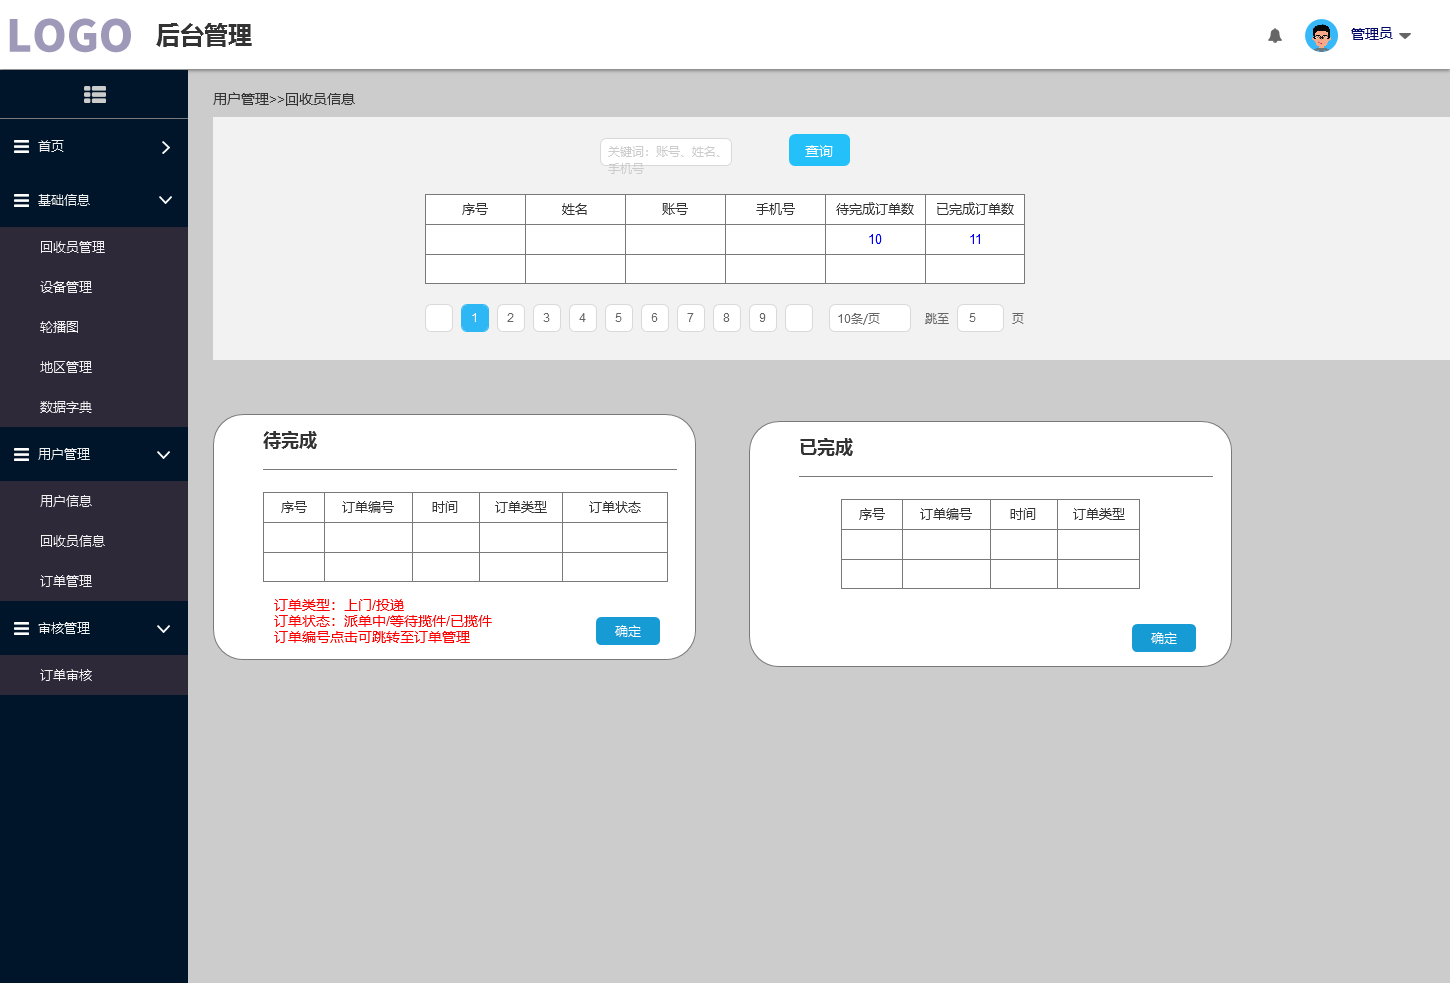 LOGO 后台管理 管理员
用户管理>>回收员信息
首页
基础信息
回收员管理
设备管理
轮播图
地区管理
数据字典
用户管理
用户信息
回收员信息
订单管理
审核管理
订单审核
关键词：账号、姓名、
手机号
查询
序号 姓名 账号 手机号 待完成订单数 已完成订单数
10 11
1 2 3 4 5 6 7 8 9 10条/页 跳至 5 页
待完成
序号 订单编号 时间 订单类型 订单状态
订单类型：上门/投递
订单状态：派单中/等待揽件/已揽件
订单编号点击可跳转至订单管理
确定
已完成
序号 订单编号 时间 订单类型
确定